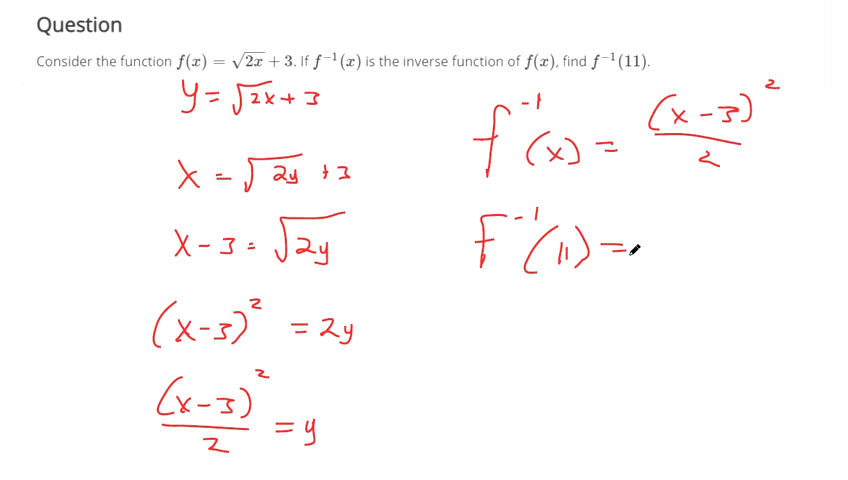 Question
Consider the function f(x) = √2x + 3. If f⁻¹(x) is the inverse function of f(x), find f⁻¹(11).
y = √2x + 3
x = √2y + 3
x - 3 = √2y
(x - 3)² = 2y
(x - 3)²/2 = y
f⁻¹(x) = (x - 3)²/2
F⁻¹(11) =